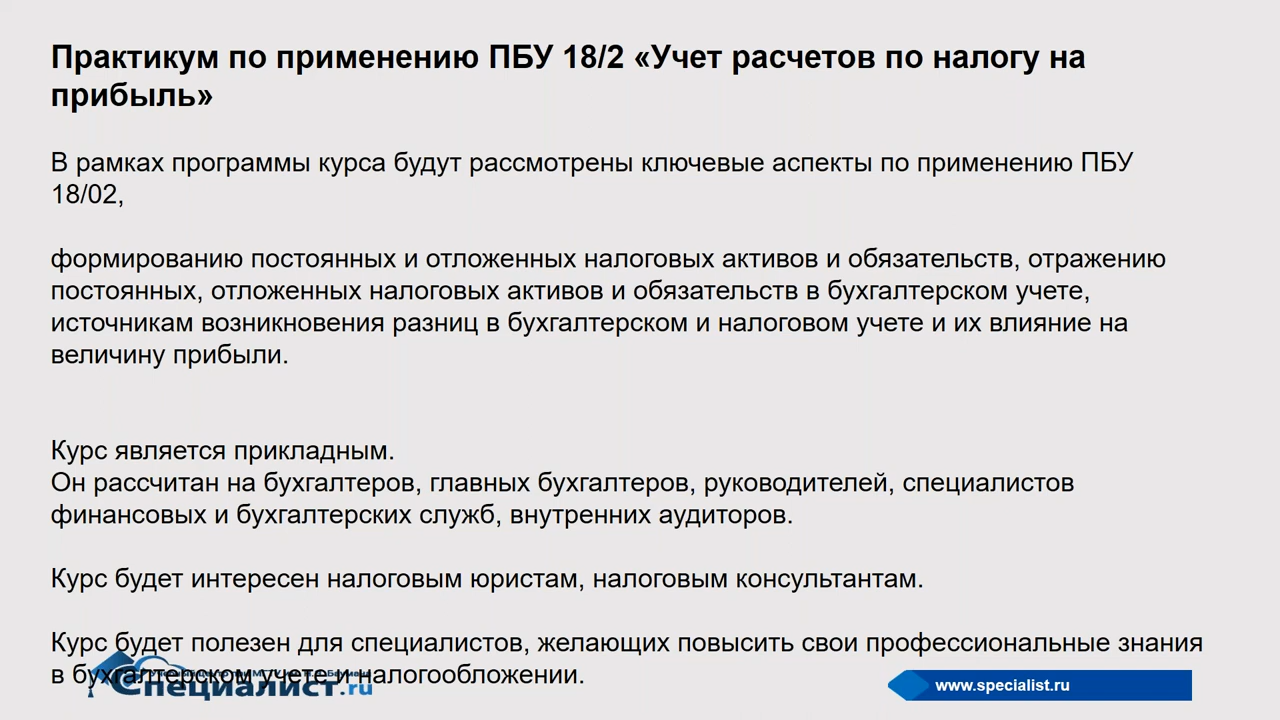 Практикум по применению ПБУ 18/2 «Учет расчетов по налогу на
прибыль»
В рамках программы курса будут рассмотрены ключевые аспекты по применению ПБУ
18/02,
формированию постоянных и отложенных налоговых активов и обязательств, отражению
постоянных, отложенных налоговых активов и обязательств в бухгалтерском учете,
источникам возникновения разниц в бухгалтерском и налоговом учете и их влияние на
величину прибыли.
Курс является прикладным.
Он рассчитан на бухгалтеров, главных бухгалтеров, руководителей, специалистов
финансовых и бухгалтерских служб, внутренних аудиторов.
Курс будет интересен налоговым юристам, налоговым консультантам.
Курс будет полезен для специалистов, желающих повысить свои профессиональные знания
в бухгалтерском учете и налогообложении.
Специалист.ru
www.specialist.ru